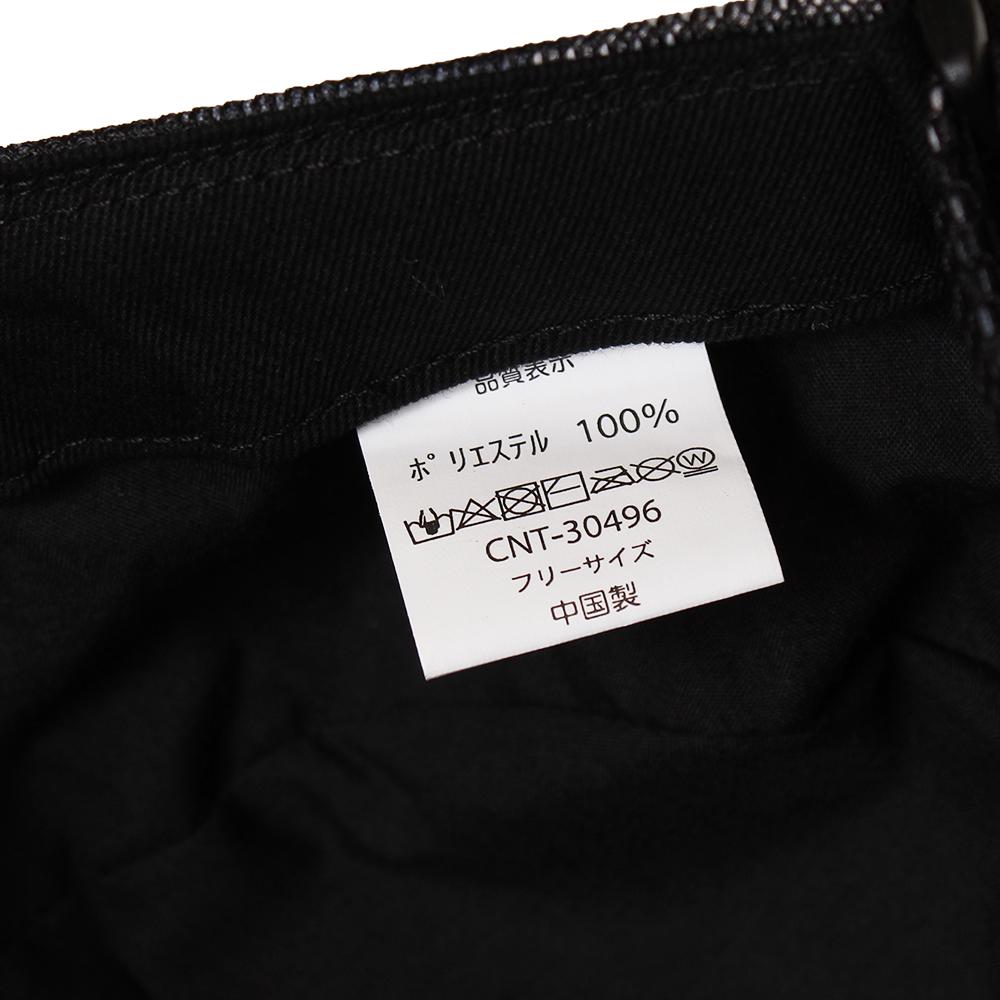 品質表示
ポリエステル 100%
W
CNT-30496
フリーサイズ
中国製